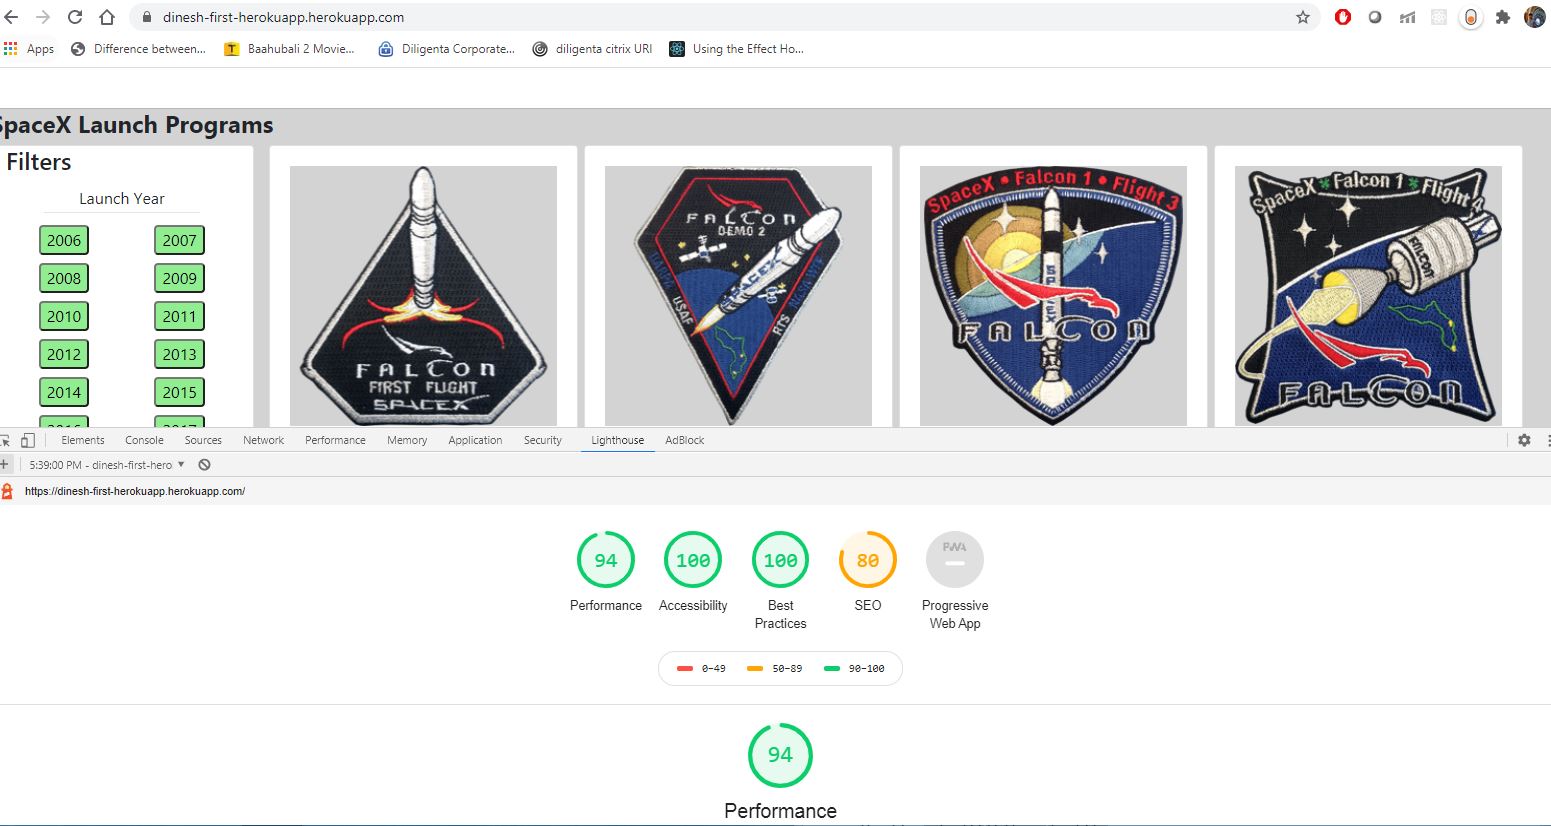 dinesh-first-herokuapp.herokuapp.com
Apps Difference between... Baahubali 2 Movie... Diligenta Corporate... diligenta citrix URI Using the Effect Ho...
SpaceX Launch Programs
Filters
Launch Year
2006 2007
2008 2009
2010 2011
2012 2013
2014 2015
2016 2017
FALCON
FIRST FLIGHT
SPACEX
FALCON
DEMO 2
SPACEX
USAF
RTS
SpaceX • Falcon 1 • Flight 3
FALCON
SpaceX Falcon 1 Flight 4
FALCON
FALCON
Elements Console Sources Network Performance Memory Application Security Lighthouse AdBlock
5:39:00 PM - dinesh-first-hero
https://dinesh-first-herokuapp.herokuapp.com/
94 100 100 80 PWA
Performance Accessibility Best Practices SEO Progressive Web App
0-49 50-89 90-100
94
Performance